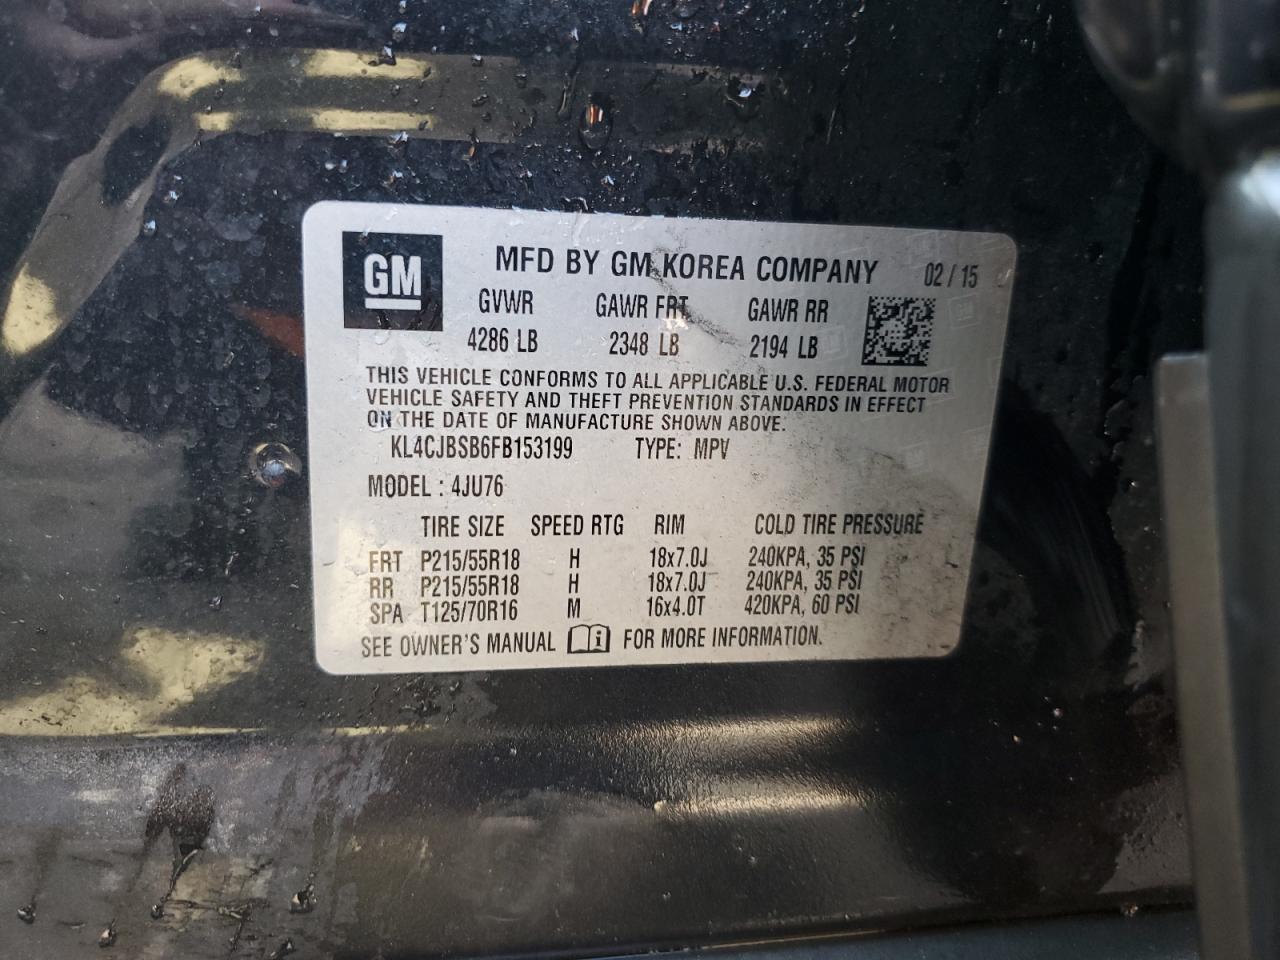 GM
MFD BY GM KOREA COMPANY 02 / 15
GVWR GAWR FRT GAWR RR
4286 LB 2348 LB 2194 LB
THIS VEHICLE CONFORMS TO ALL APPLICABLE U.S. FEDERAL MOTOR
VEHICLE SAFETY AND THEFT PREVENTION STANDARDS IN EFFECT
ON THE DATE OF MANUFACTURE SHOWN ABOVE.
KL4CJBSB6FB153199 TYPE: MPV
MODEL : 4JU76
TIRE SIZE SPEED RTG RIM COLD TIRE PRESSURE
FRT P215/55R18 H 18x7.0J 240KPA, 35 PSI
RR P215/55R18 H 18x7.0J 240KPA, 35 PSI
SPA T125/70R16 M 16x4.0T 420KPA, 60 PSI
SEE OWNER'S MANUAL i FOR MORE INFORMATION.